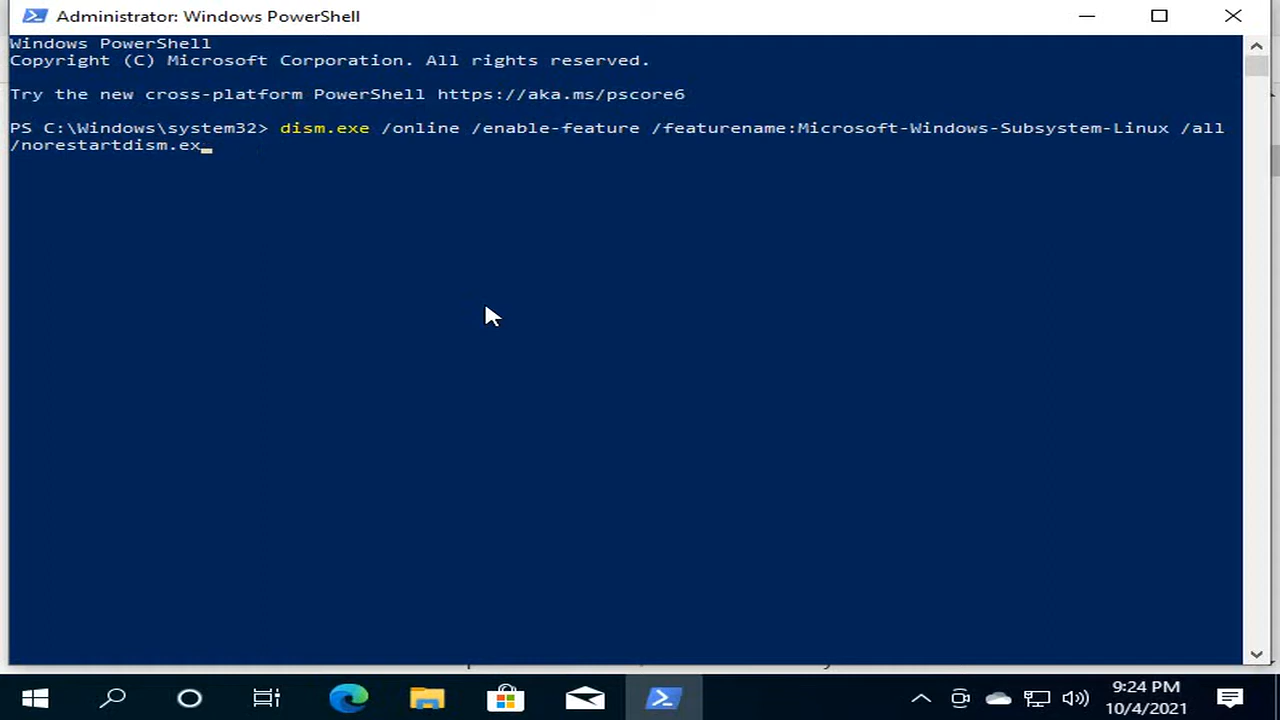 Administrator: Windows PowerShell
Windows PowerShell
Copyright (C) Microsoft Corporation. All rights reserved.
Try the new cross-platform PowerShell https://aka.ms/pscore6
PS C:\Windows\system32> dism.exe /online /enable-feature /featurename:Microsoft-Windows-Subsystem-Linux /all
/norestartdism.ex
9:24 PM
10/4/2021